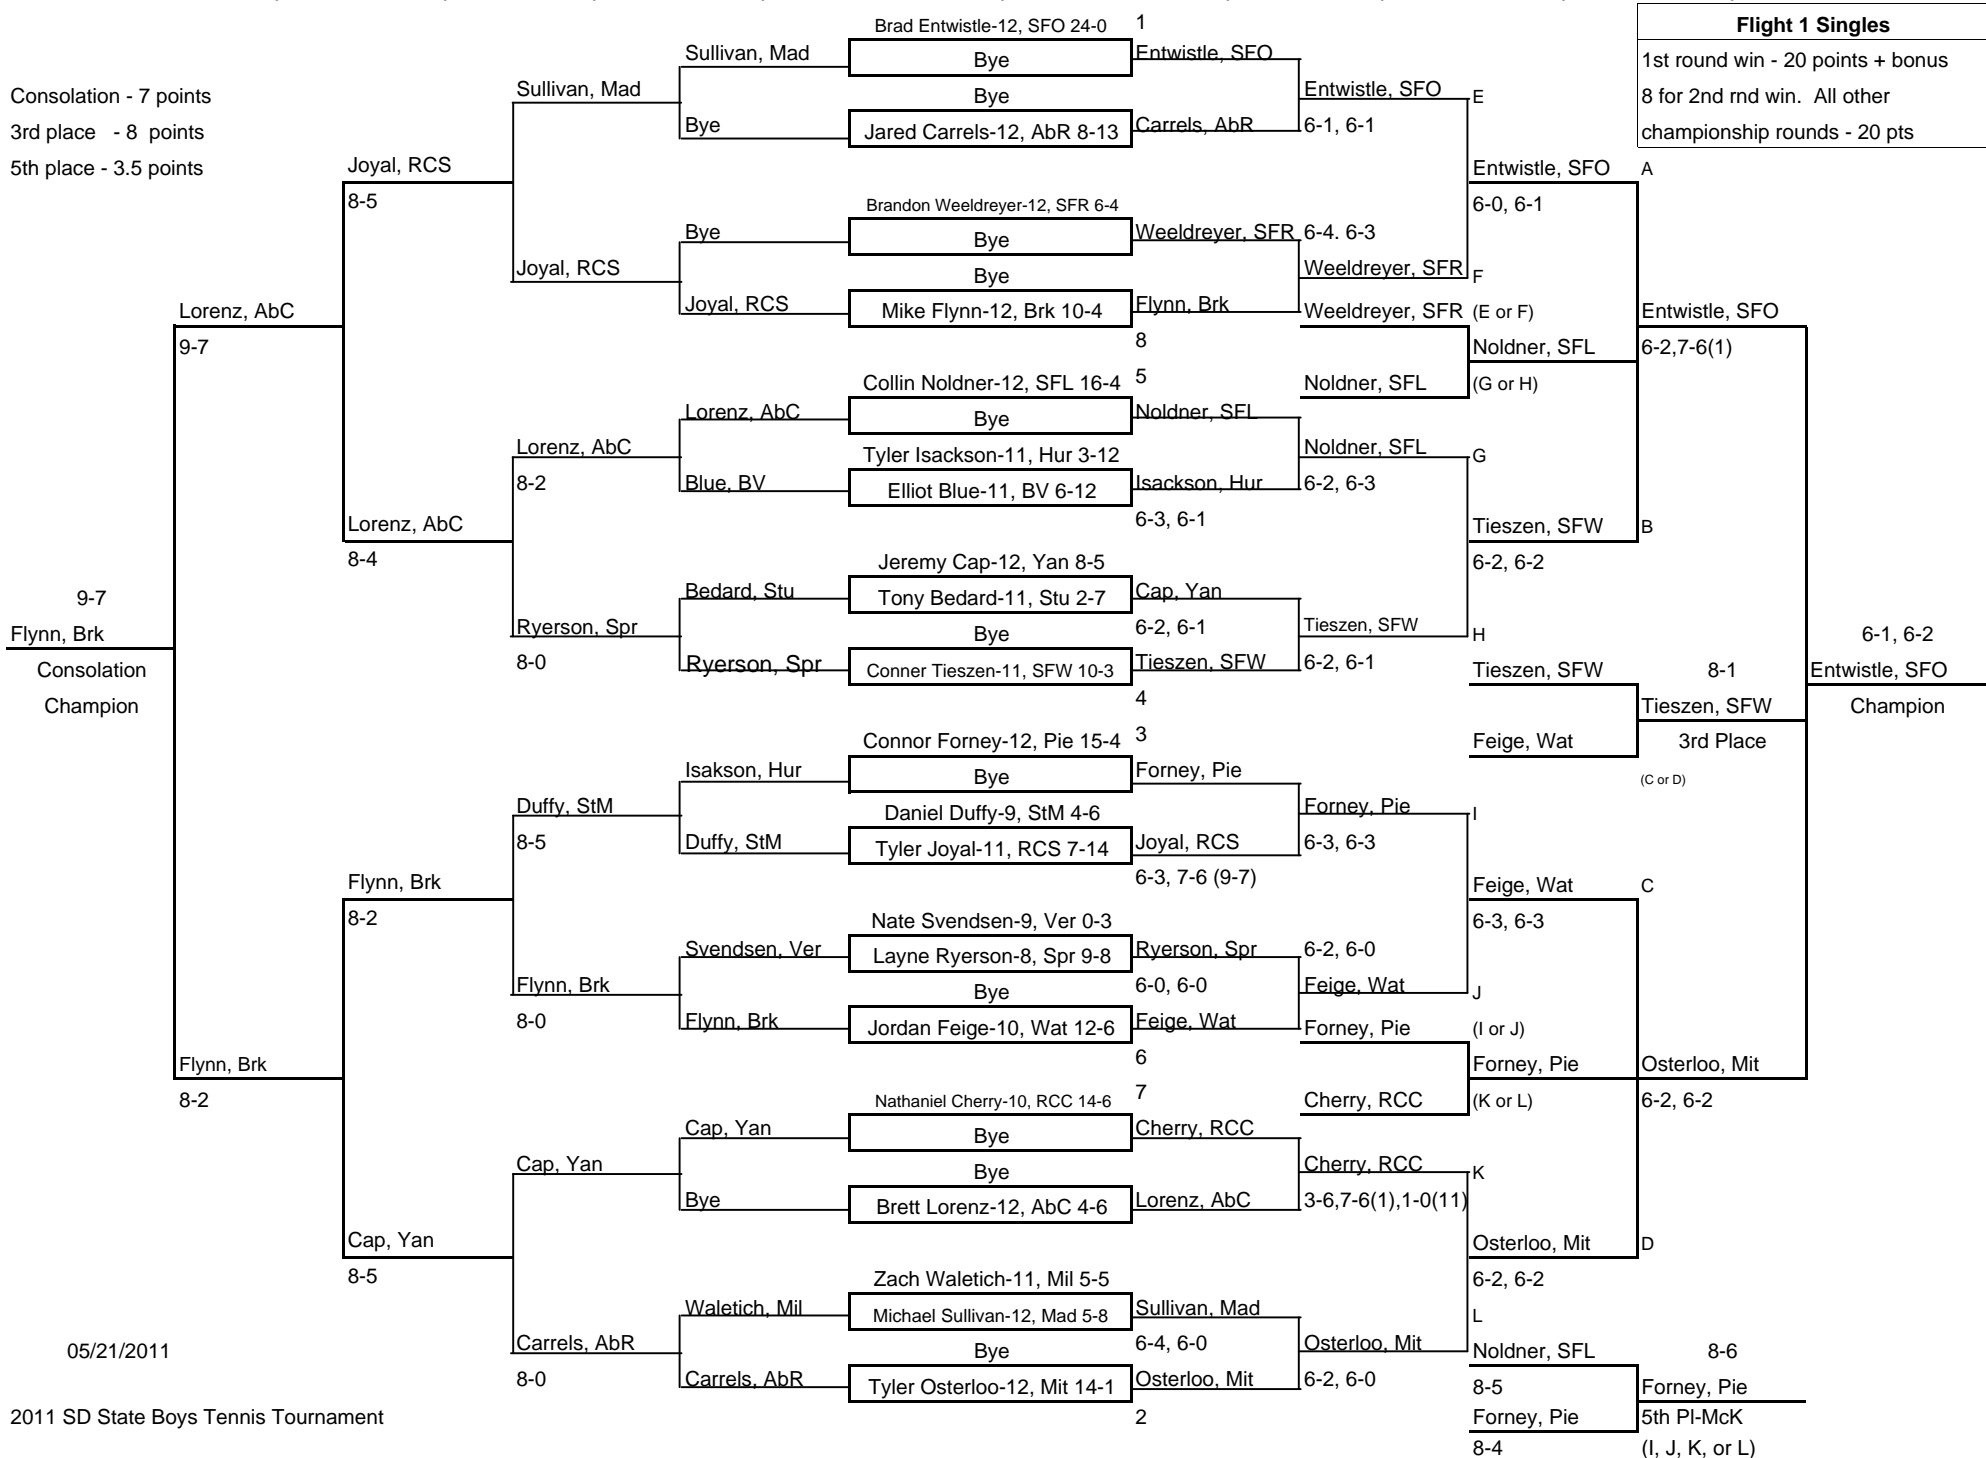 Flight 1 Singles
1st round win - 20 points + bonus
8 for 2nd rnd win.  All other
championship rounds - 20 pts
Consolation - 7 points
3rd place   - 8  points
5th place - 3.5 points
9-7
Flynn, Brk
Consolation
Champion
05/21/2011
2011 SD State Boys Tennis Tournament
Lorenz, AbC
9-7
Flynn, Brk
8-2
Joyal, RCS
8-5
Lorenz, AbC
8-4
Flynn, Brk
8-2
Cap, Yan
8-5
Sullivan, Mad
Joyal, RCS
Lorenz, AbC
8-2
Ryerson, Spr
8-0
Duffy, StM
8-5
Flynn, Brk
8-0
Cap, Yan
Carrels, AbR
8-0
Sullivan, Mad
Bye
Bye
Joyal, RCS
Lorenz, AbC
Blue, BV
Bedard, Stu
Ryerson, Spr
Isakson, Hur
Duffy, StM
Svendsen, Ver
Flynn, Brk
Cap, Yan
Bye
Waletich, Mil
Carrels, AbR
Brad Entwistle-12, SFO 24-0
Bye
Bye
Jared Carrels-12, AbR 8-13
Brandon Weeldreyer-12, SFR 6-4
Bye
Bye
Mike Flynn-12, Brk 10-4
Collin Noldner-12, SFL 16-4
Bye
Tyler Isackson-11, Hur 3-12
Elliot Blue-11, BV 6-12
Jeremy Cap-12, Yan 8-5
Tony Bedard-11, Stu 2-7
Bye
Conner Tieszen-11, SFW 10-3
Connor Forney-12, Pie 15-4
Bye
Daniel Duffy-9, StM 4-6
Tyler Joyal-11, RCS 7-14
Nate Svendsen-9, Ver 0-3
Layne Ryerson-8, Spr 9-8
Bye
Jordan Feige-10, Wat 12-6
Nathaniel Cherry-10, RCC 14-6
Bye
Bye
Brett Lorenz-12, AbC 4-6
Zach Waletich-11, Mil 5-5
Michael Sullivan-12, Mad 5-8
Bye
Tyler Osterloo-12, Mit 14-1
1
Entwistle, SFO
Carrels, AbR
Weeldreyer, SFR
Flynn, Brk
8
5
Noldner, SFL
Isackson, Hur
6-3, 6-1
Cap, Yan
6-2, 6-1
Tieszen, SFW
4
3
Forney, Pie
Joyal, RCS
6-3, 7-6 (9-7)
Ryerson, Spr
6-0, 6-0
Feige, Wat
6
7
Cherry, RCC
Lorenz, AbC
Sullivan, Mad
6-4, 6-0
Osterloo, Mit
2
Entwistle, SFO
6-1, 6-1
6-4. 6-3
Weeldreyer, SFR
Weeldreyer, SFR
Noldner, SFL
Noldner, SFL
6-2, 6-3
Tieszen, SFW
6-2, 6-1
Forney, Pie
6-3, 6-3
6-2, 6-0
Feige, Wat
Forney, Pie
Cherry, RCC
Cherry, RCC
3-6,7-6(1),1-0(11)
Osterloo, Mit
6-2, 6-0
E
Entwistle, SFO
6-0, 6-1
F
(E or F)
Noldner, SFL
(G or H)
G
Tieszen, SFW
6-2, 6-2
H
Tieszen, SFW
Feige, Wat
I
Feige, Wat
6-3, 6-3
J
(I or J)
Forney, Pie
(K or L)
K
Osterloo, Mit
6-2, 6-2
L
Noldner, SFL
8-5
Forney, Pie
8-4
A
Entwistle, SFO
6-2,7-6(1)
B
8-1
Tieszen, SFW
3rd Place
(C or D)
C
Osterloo, Mit
6-2, 6-2
D
8-6
Forney, Pie
5th Pl-McK
(I, J, K, or L)
6-1, 6-2
Entwistle, SFO
Champion